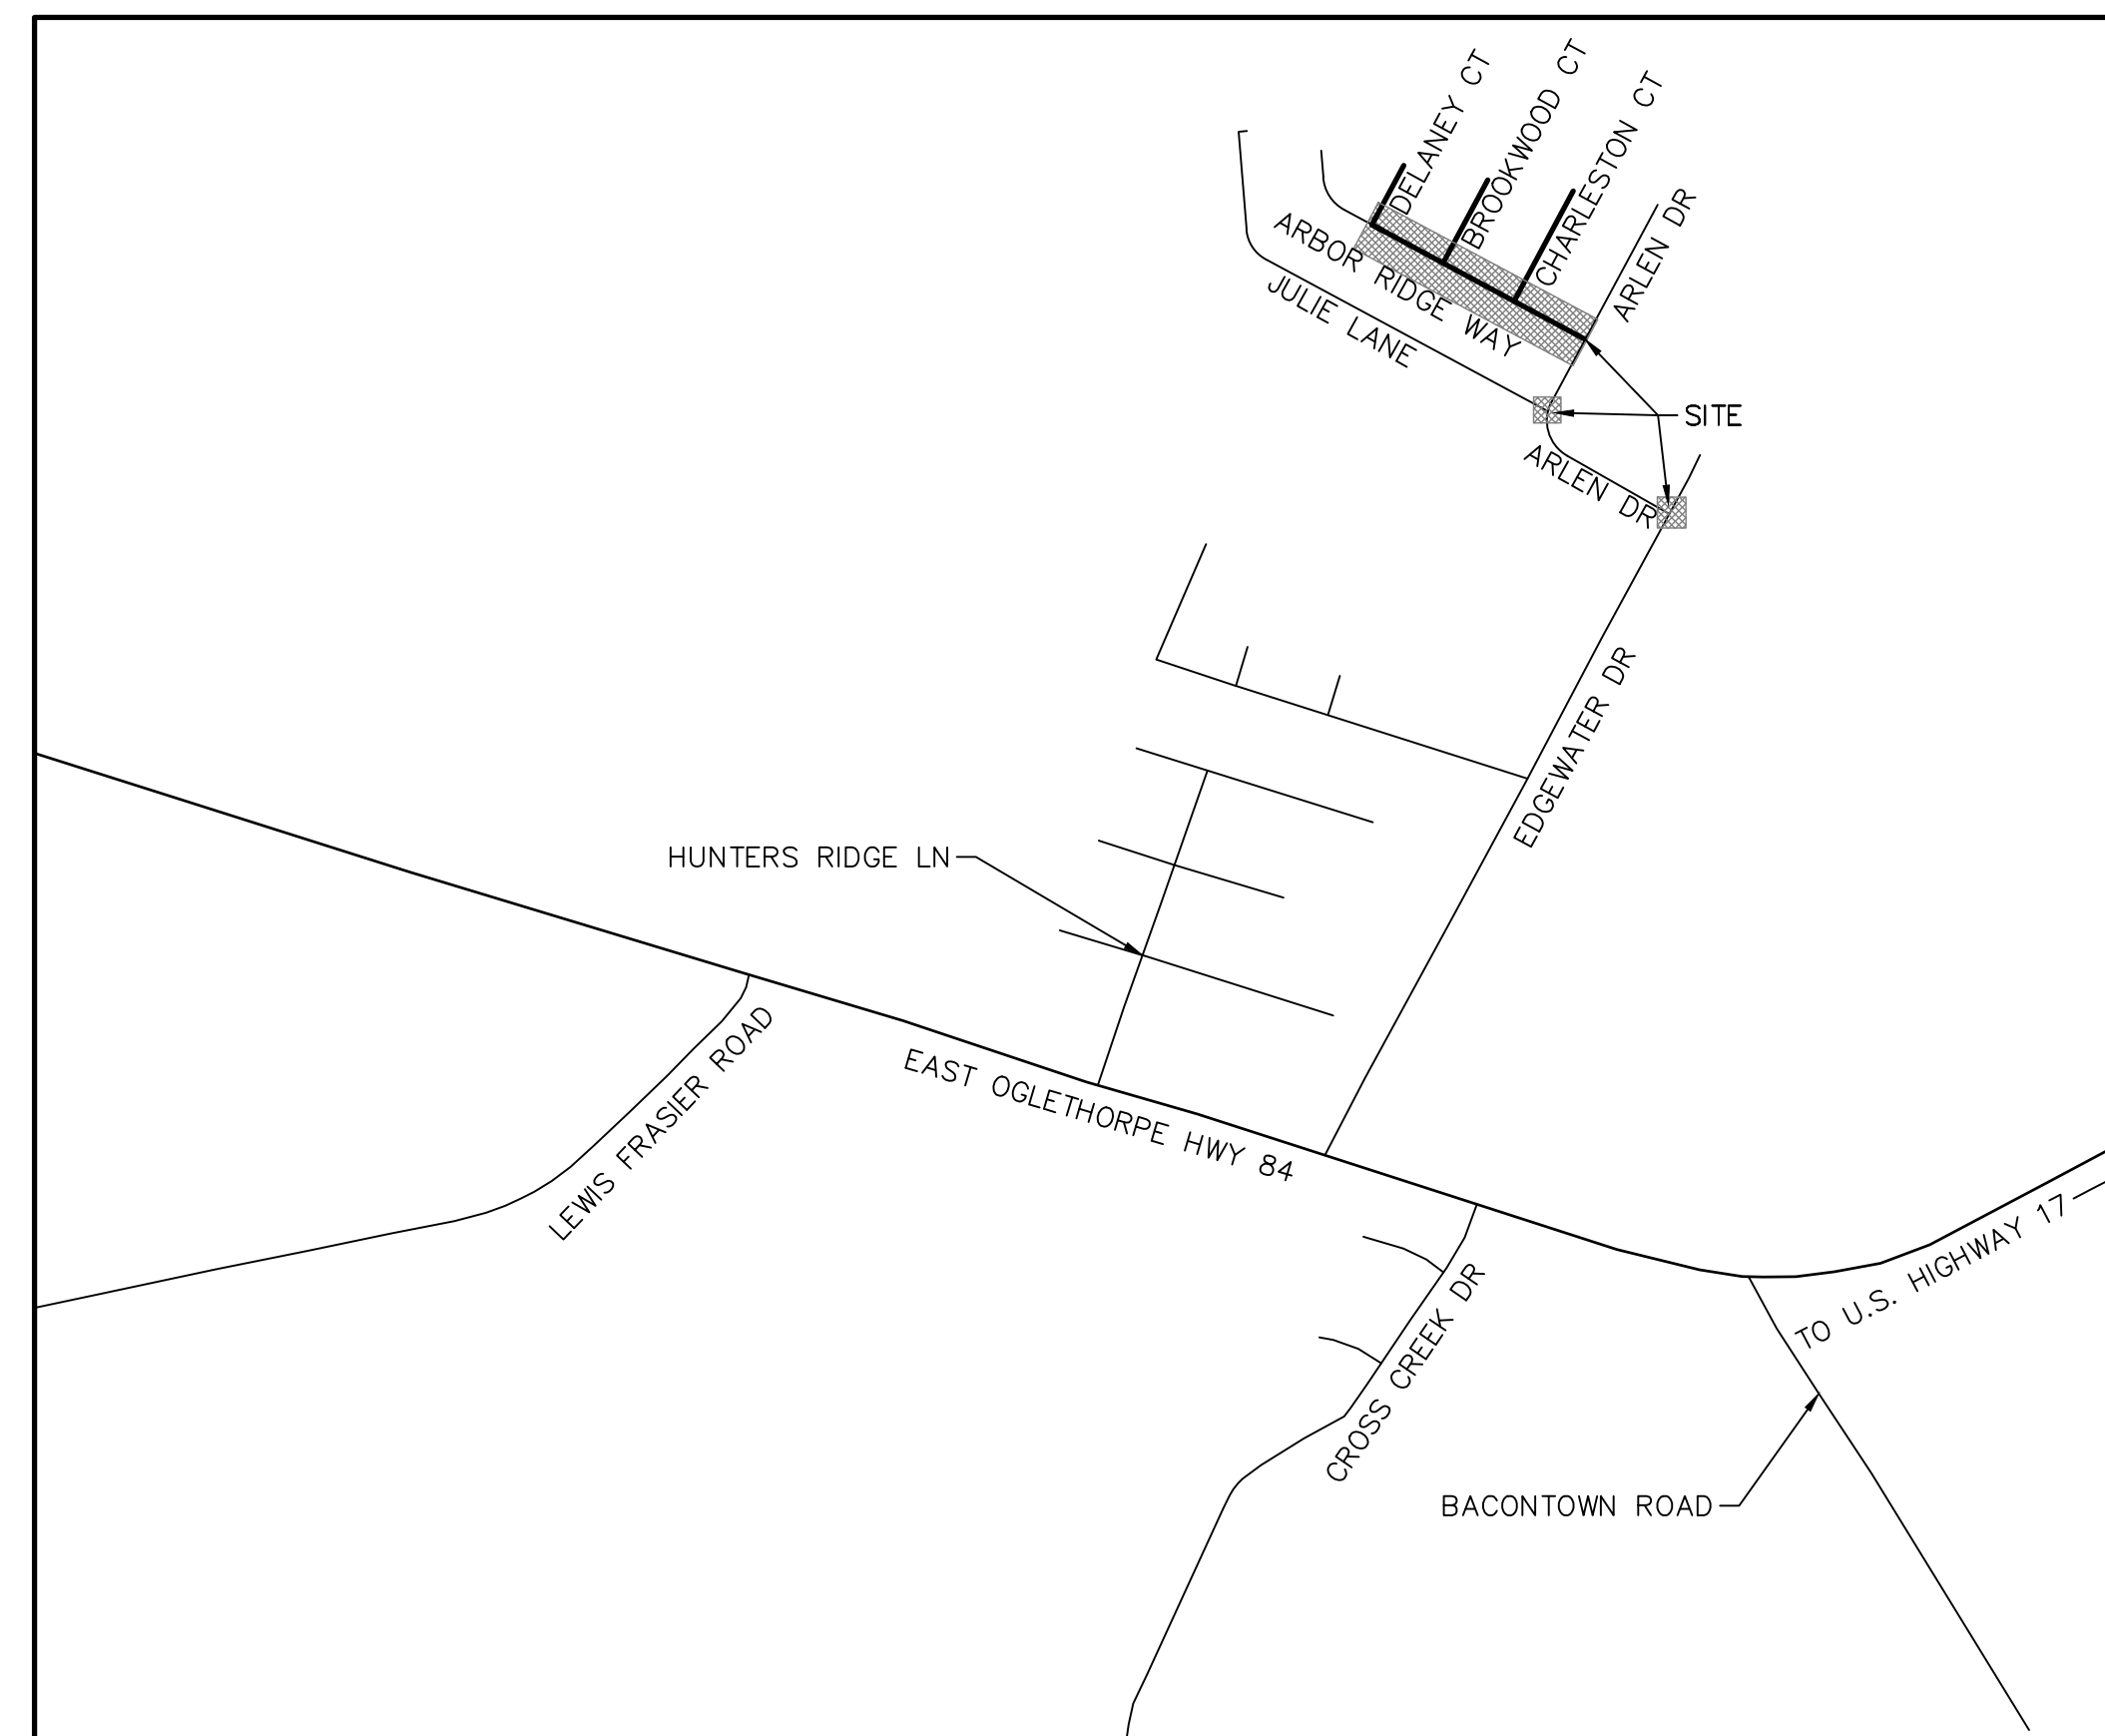 DELANEY CT
BROOKWOOD CT
CHARLESTON CT
ARLEN DR
ARBOR RIDGE WAY
JULIE LANE
SITE
ARLEN DR
EDGEWATER DR
HUNTERS RIDGE LN
LEWIS FRASIER ROAD
EAST OGLETHORPE HWY 84
TO U.S. HIGHWAY 17
CROSS CREEK DR
BACONTOWN ROAD